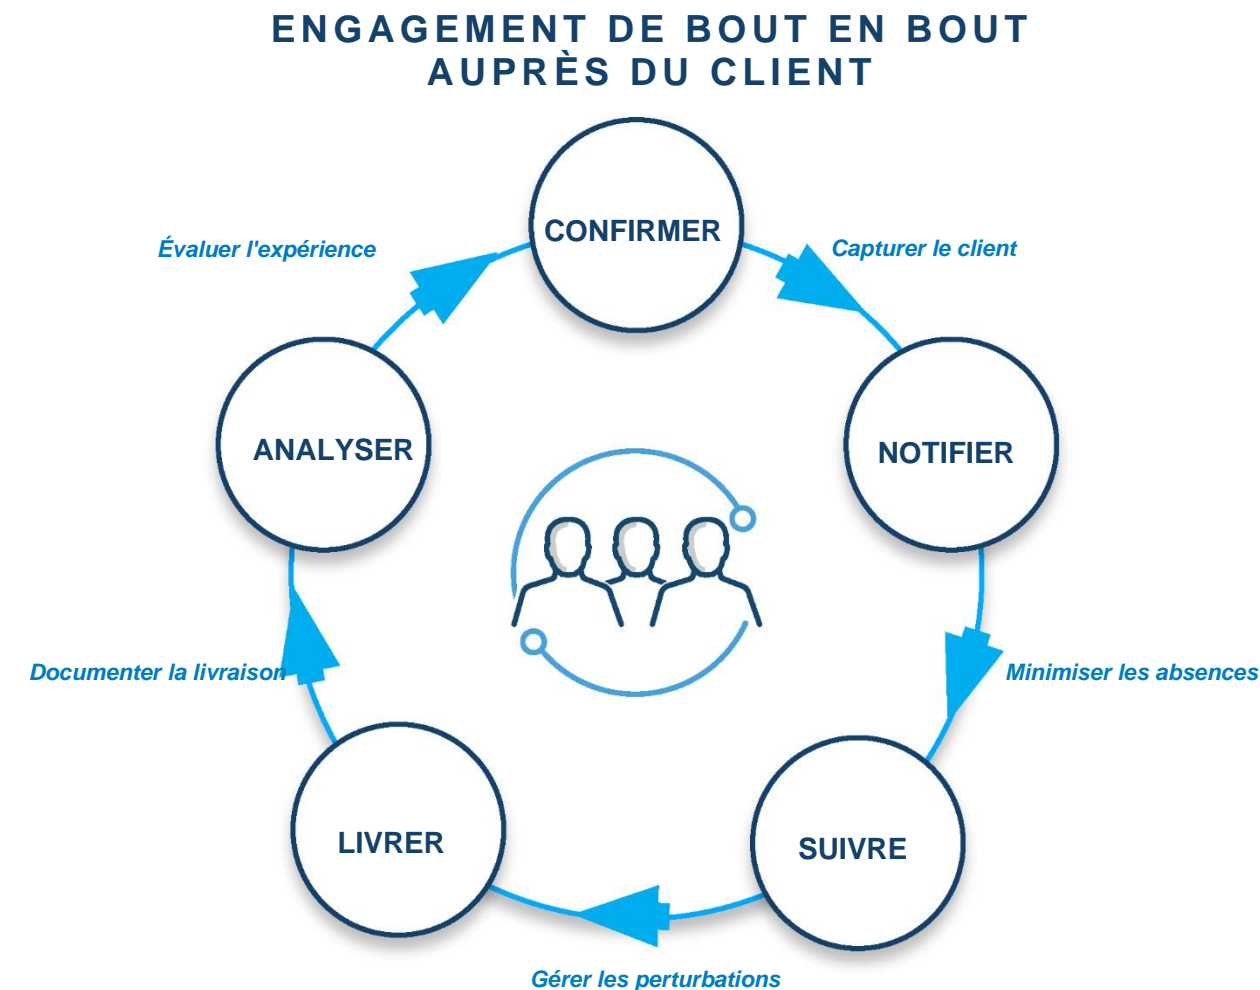 ENGAGEMENT DE BOUT EN BOUT
AUPRÈS DU CLIENT
CONFIRMER
Évaluer l'expérience
Capturer le client
ANALYSER
NOTIFIER
Documenter la livraison
Minimiser les absences
LIVRER
SUIVRE
Gérer les perturbations